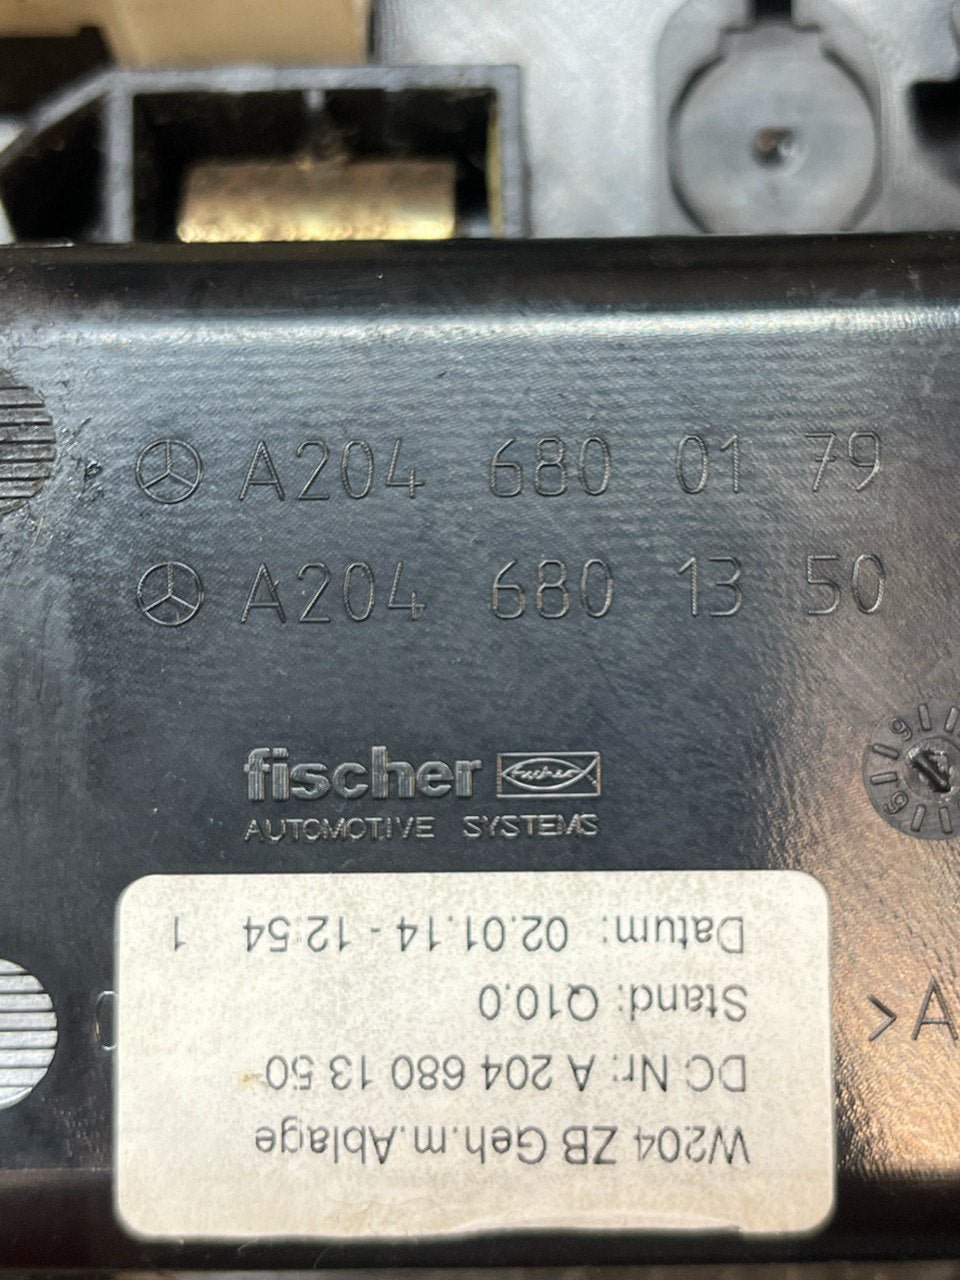 A204 680 01 79
A204 680 13 50
fischer fischer
AUTOMOTIVE SYSTEMS
>A
W204 ZB Geh.m.Ablage
DC Nr: A 204 680 13 50
Stand: Q10.0
Datum: 02.01.14 - 12:54 1